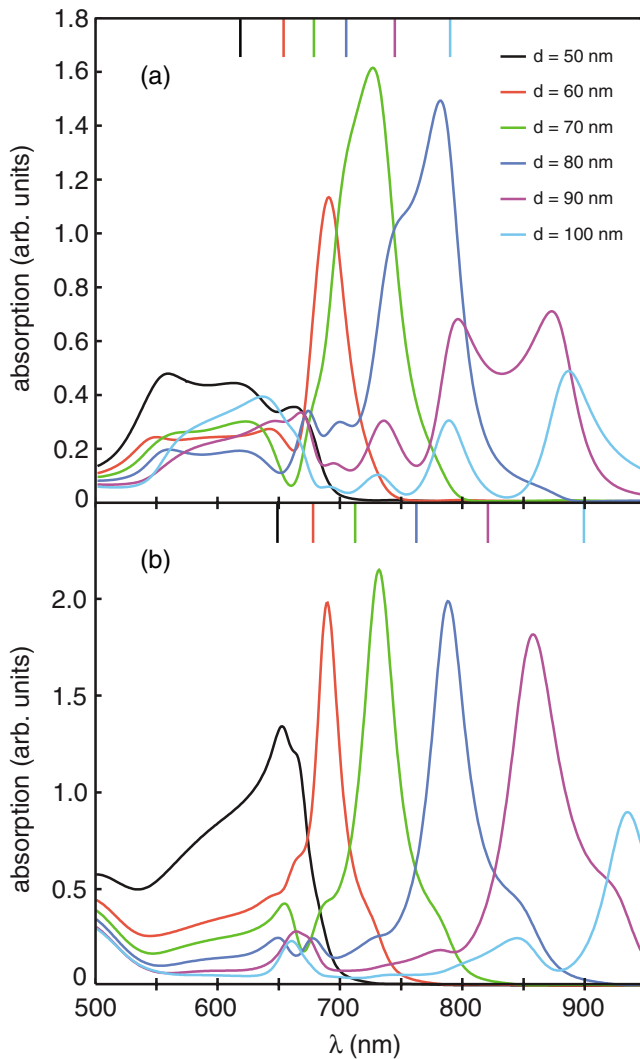 1.8
1.6
1.4
1.2
1.0
0.8
0.6
0.4
0.2
0
absorption (arb. units)
(a)
d = 50 nm
d = 60 nm
d = 70 nm
d = 80 nm
d = 90 nm
d = 100 nm
2.0
1.5
1.0
0.5
0
absorption (arb. units)
(b)
500 600 700 800 900
λ (nm)